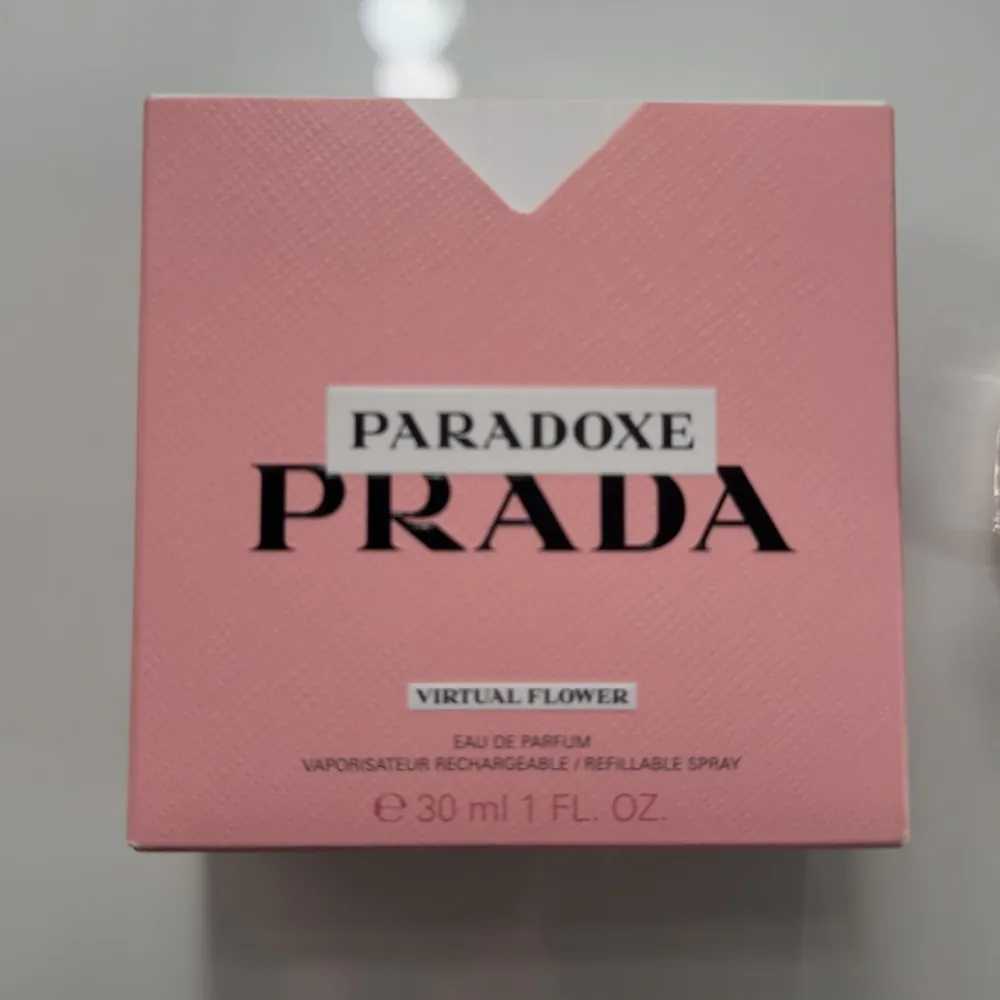 PARADOXE
PRADA
VIRTUAL FLOWER
EAU DE PARFUM
VAPORISATEUR RECHARGEABLE / REFILLABLE SPRAY
℮ 30 ml 1 FL. OZ.